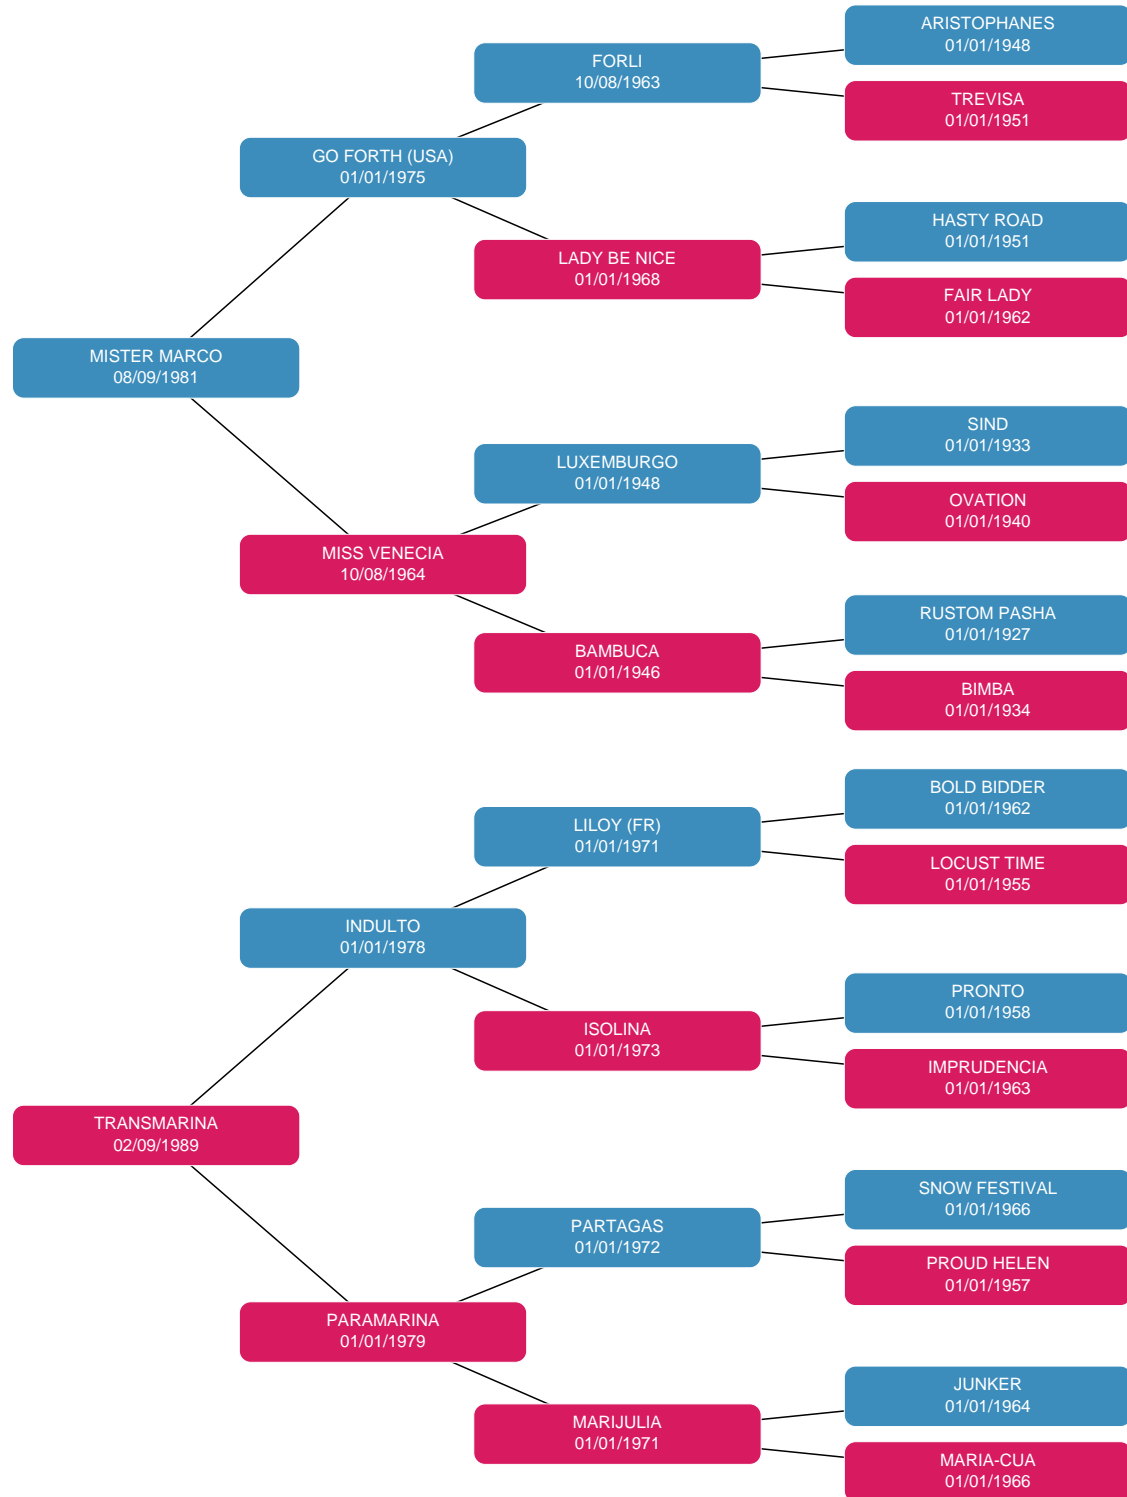 ARISTOPHANES
01/01/1948
FORLI
10/08/1963
TREVISA
01/01/1951
GO FORTH (USA)
01/01/1975
HASTY ROAD
01/01/1951
LADY BE NICE
01/01/1968
FAIR LADY
01/01/1962
MISTER MARCO
08/09/1981
SIND
01/01/1933
LUXEMBURGO
01/01/1948
OVATION
01/01/1940
MISS VENECIA
10/08/1964
RUSTOM PASHA
01/01/1927
BAMBUCA
01/01/1946
BIMBA
01/01/1934
BOLD BIDDER
01/01/1962
LILOY (FR)
01/01/1971
LOCUST TIME
01/01/1955
INDULTO
01/01/1978
PRONTO
01/01/1958
ISOLINA
01/01/1973
IMPRUDENCIA
01/01/1963
TRANSMARINA
02/09/1989
SNOW FESTIVAL
01/01/1966
PARTAGAS
01/01/1972
PROUD HELEN
01/01/1957
PARAMARINA
01/01/1979
JUNKER
01/01/1964
MARIJULIA
01/01/1971
MARIA-CUA
01/01/1966